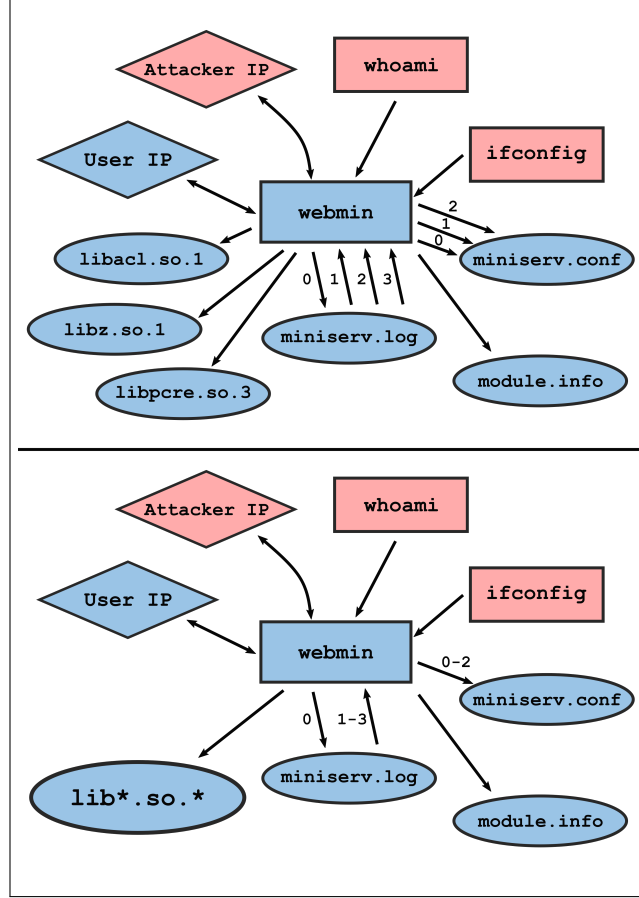 Attacker IP
whoami
User IP
ifconfig
webmin
2
1
0
libacl.so.1
miniserv.conf
0
1
2
3
libz.so.1
miniserv.log
module.info
libpcre.so.3
Attacker IP
whoami
User IP
ifconfig
webmin
0-2
miniserv.conf
0
1-3
miniserv.log
lib*.so.*
module.info